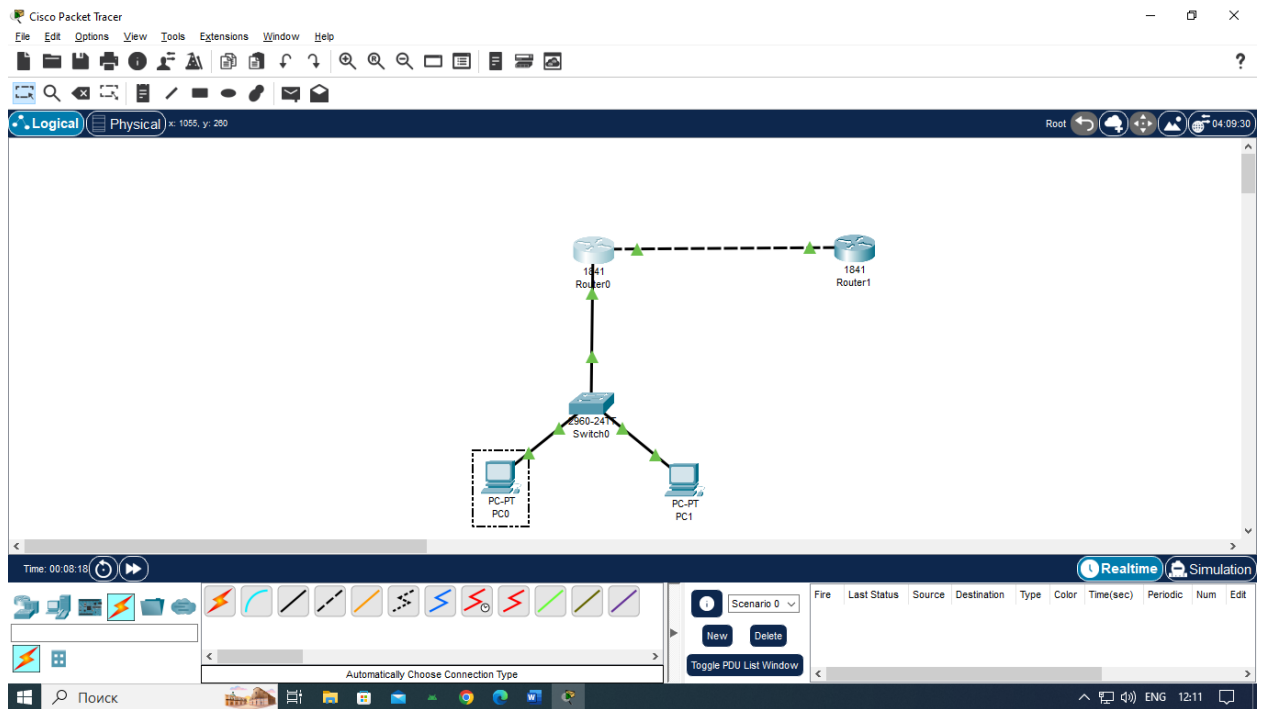 Cisco Packet Tracer
File Edit Options View Tools Extensions Window Help
?
Logical Physical x: 1055, y: 260 Root 04:09:30
1841
Router0
1841
Router1
2960-24TT
Switch0
PC-PT
PC0
PC-PT
PC1
Time: 00:08:18 Realtime Simulation
Scenario 0
New Delete
Toggle PDU List Window
Fire Last Status Source Destination Type Color Time(sec) Periodic Num Edit
Automatically Choose Connection Type
Поиск ENG 12:11